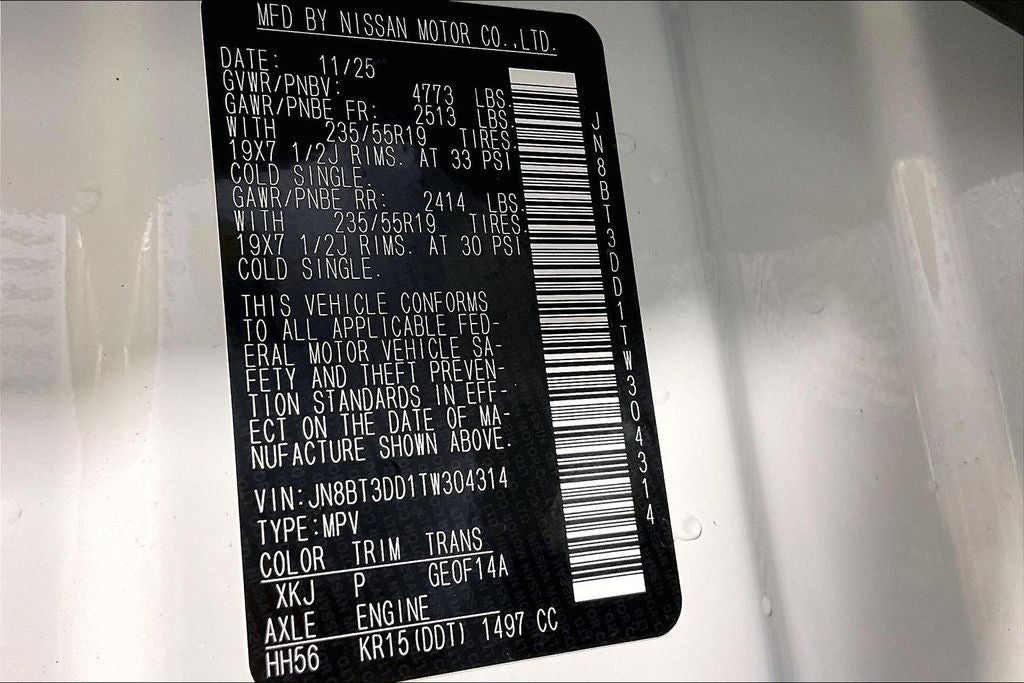 MFD BY NISSAN MOTOR CO.,LTD.
DATE: 11/25
GVWR/PNBV: 4773 LBS.
GAWR/PNBE FR: 2513 LBS.
WITH 235/55R19 TIRES.
19X7 1/2J RIMS. AT 33 PSI
COLD SINGLE.
GAWR/PNBE RR: 2414 LBS.
WITH 235/55R19 TIRES.
19X7 1/2J RIMS. AT 30 PSI
COLD SINGLE.
THIS VEHICLE CONFORMS
TO ALL APPLICABLE FED-
ERAL MOTOR VEHICLE SA-
FETY AND THEFT PREVEN-
TION STANDARDS IN EFF-
ECT ON THE DATE OF MA-
NUFACTURE SHOWN ABOVE.
VIN:JN8BT3DD1TW304314
TYPE:MPV
COLOR TRIM TRANS
XKJ P GE0F14A
AXLE ENGINE
HH56 KR15(DDT) 1497 CC
JN8BT3DD1TW304314